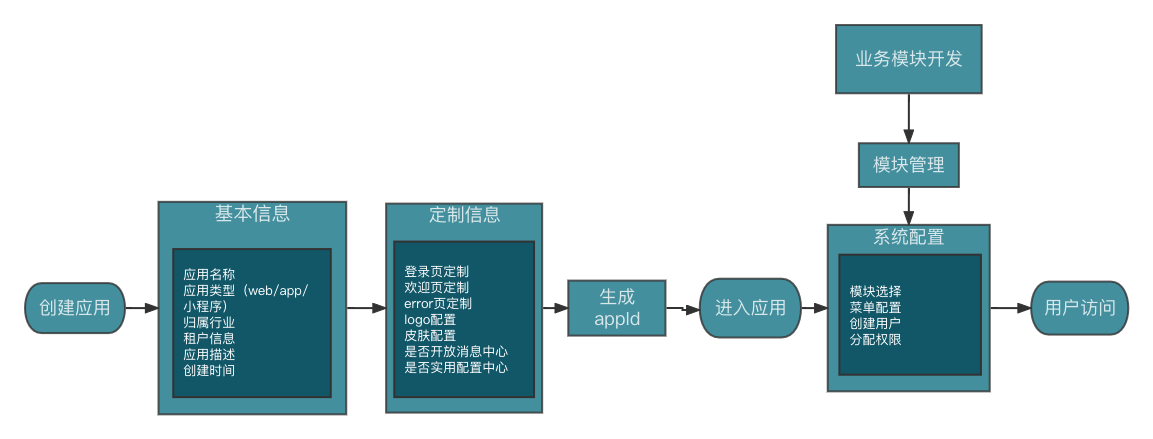 业务模块开发
模块管理
创建应用
基本信息
应用名称
应用类型（web/app/
小程序）
归属行业
租户信息
应用描述
创建时间
定制信息
登录页定制
欢迎页定制
error页定制
logo配置
皮肤配置
是否开放消息中心
是否实用配置中心
生成
appId
进入应用
系统配置
模块选择
菜单配置
创建用户
分配权限
用户访问